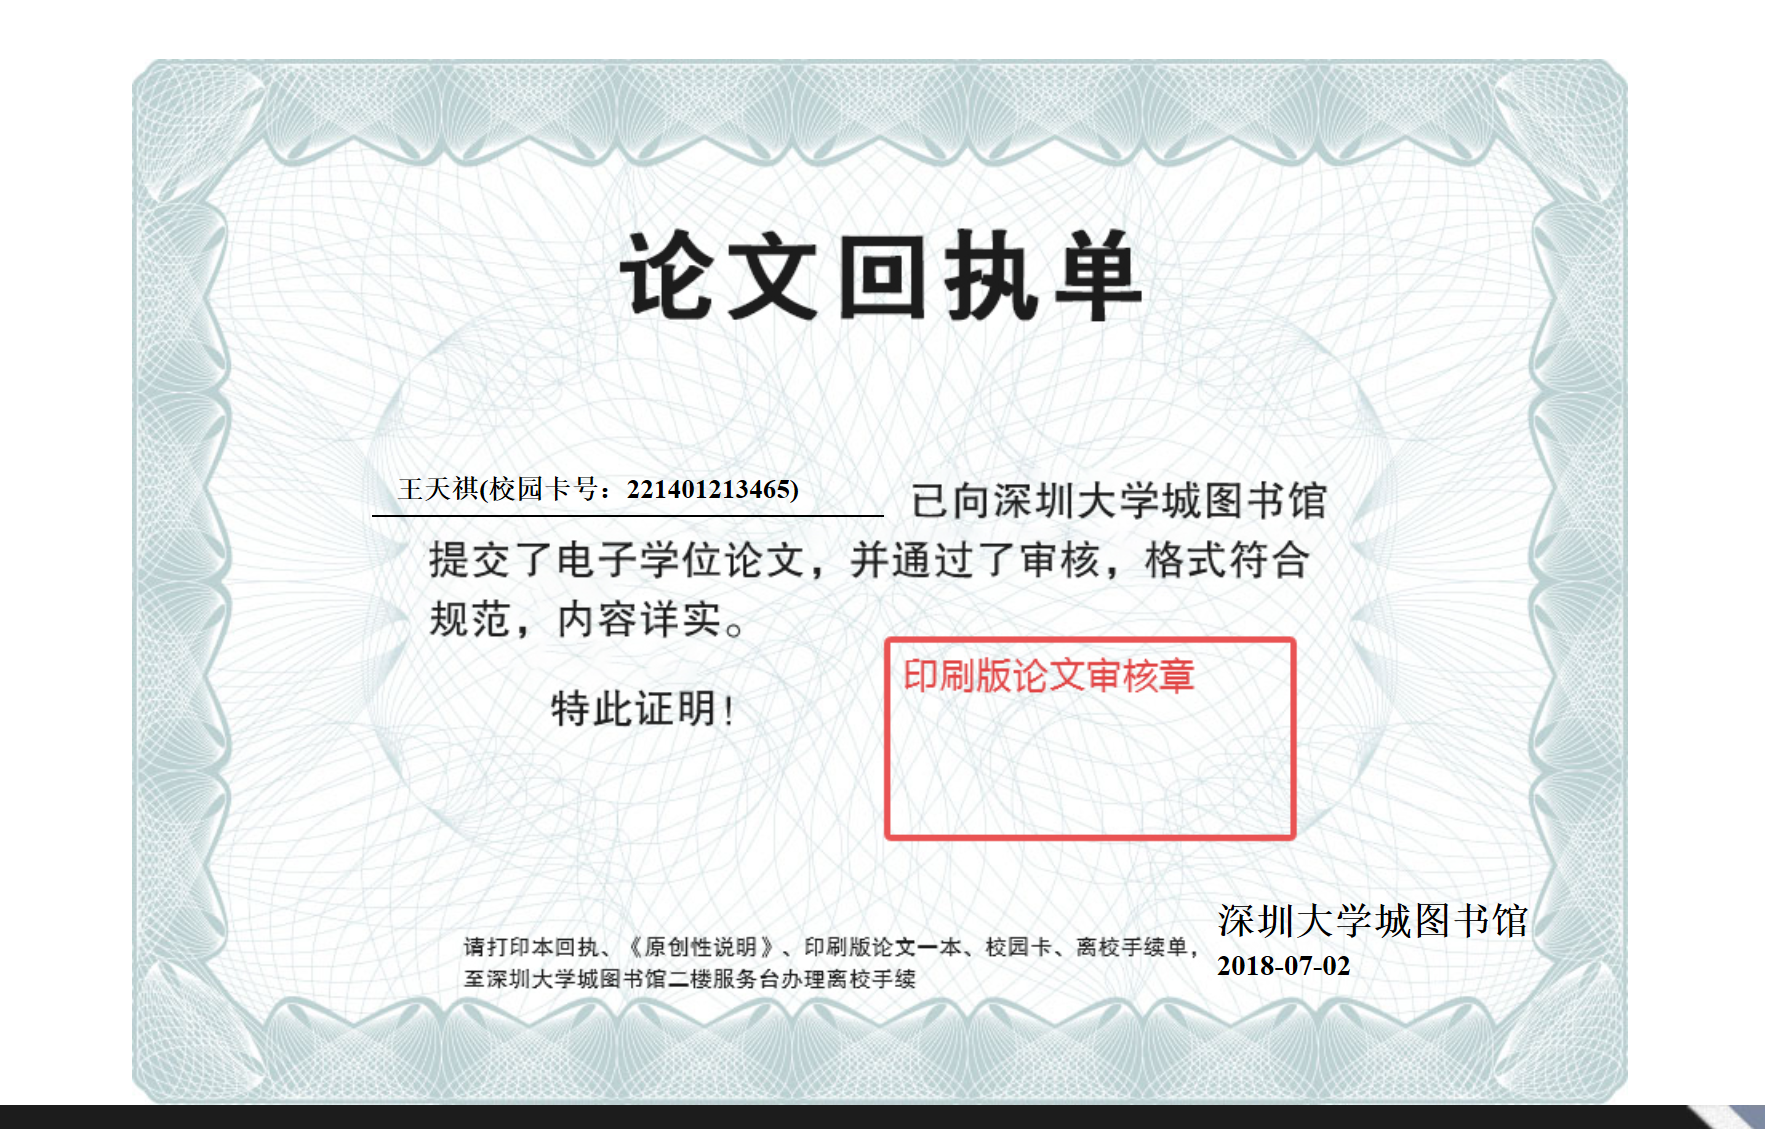 论文回执单
王天祺(校园卡号：221401213465) 已向深圳大学城图书馆
提交了电子学位论文，并通过了审核，格式符合
规范，内容详实。
特此证明！
印刷版论文审核章
请打印本回执、《原创性说明》、印刷版论文一本、校园卡、离校手续单，
至深圳大学城图书馆二楼服务台办理离校手续
深圳大学城图书馆
2018-07-02